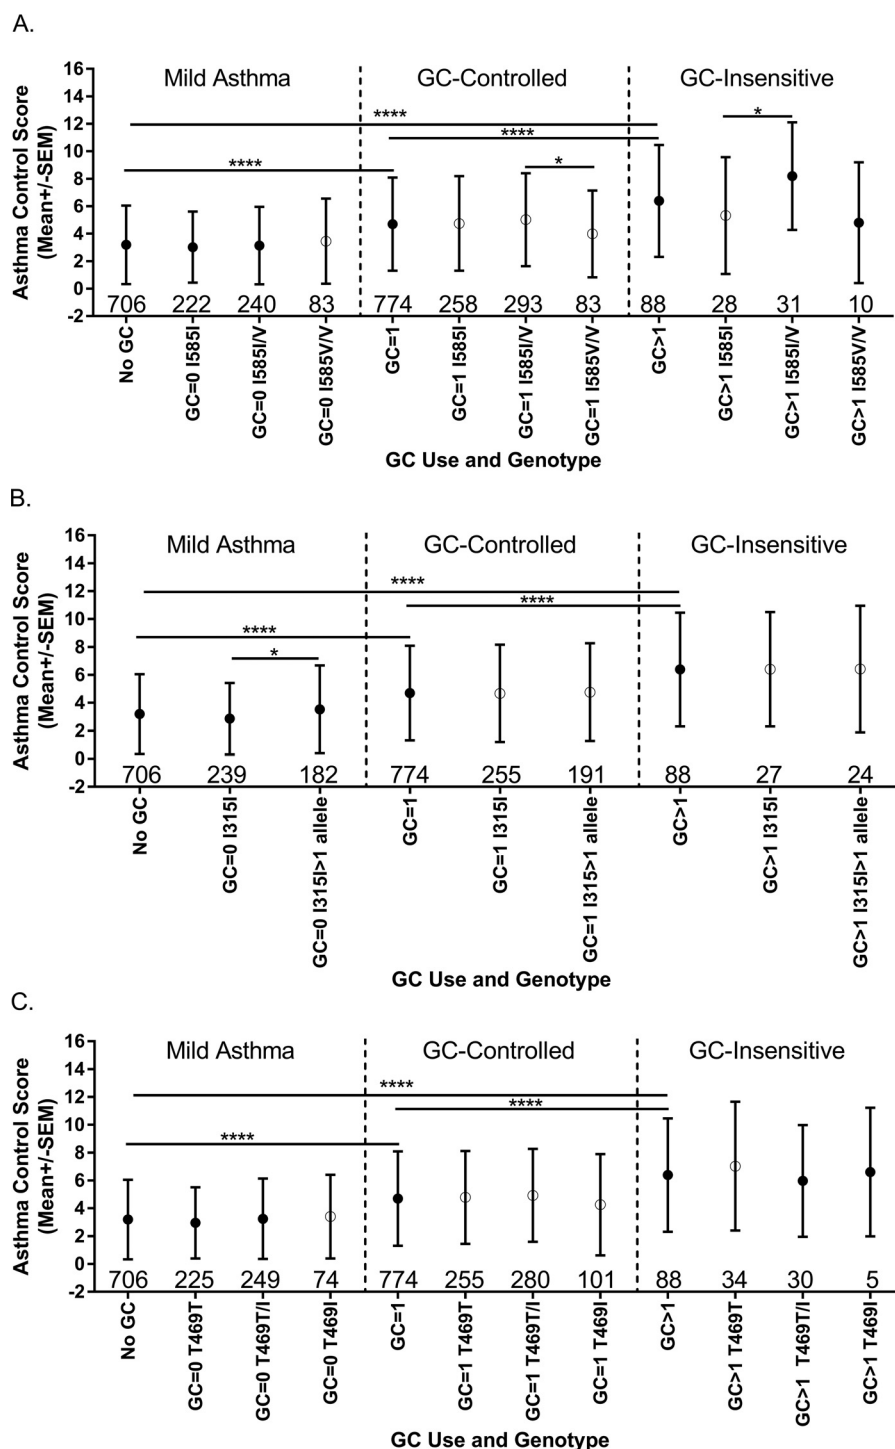 A.
Mild Asthma GC-Controlled GC-Insensitive
Asthma Control Score
(Mean+/-SEM)
16
14
12
10
8
6
4
2
0
-2
****
****
****
*
*
706 222 240 83 774 258 293 83 88 28 31 10
No GC
GC=0 I585I
GC=0 I585I/V
GC=0 I585V/V
GC=1
GC=1 I585I
GC=1 I585I/V
GC=1 I585V/V
GC>1
GC>1 I585I
GC>1 I585I/V
GC>1 I585V/V
GC Use and Genotype
B.
Mild Asthma GC-Controlled GC-Insensitive
Asthma Control Score
(Mean+/-SEM)
16
14
12
10
8
6
4
2
0
-2
****
****
****
*
706 239 182 774 255 191 88 27 24
No GC
GC=0 I315I
GC=0 I315I>1 allele
GC=1
GC=1 I315I
GC=1 I315>1 allele
GC>1
GC>1 I315I
GC>1 I315I>1 allele
GC Use and Genotype
C.
Mild Asthma GC-Controlled GC-Insensitive
Asthma Control Score
(Mean+/-SEM)
16
14
12
10
8
6
4
2
0
-2
****
****
****
706 225 249 74 774 255 280 101 88 34 30 5
No GC
GC=0 T469T
GC=0 T469T/I
GC=0 T469I
GC=1
GC=1 T469T
GC=1 T469T/I
GC=1 T469I
GC>1
GC>1 T469T
GC>1 T469T/I
GC>1 T469I
GC Use and Genotype